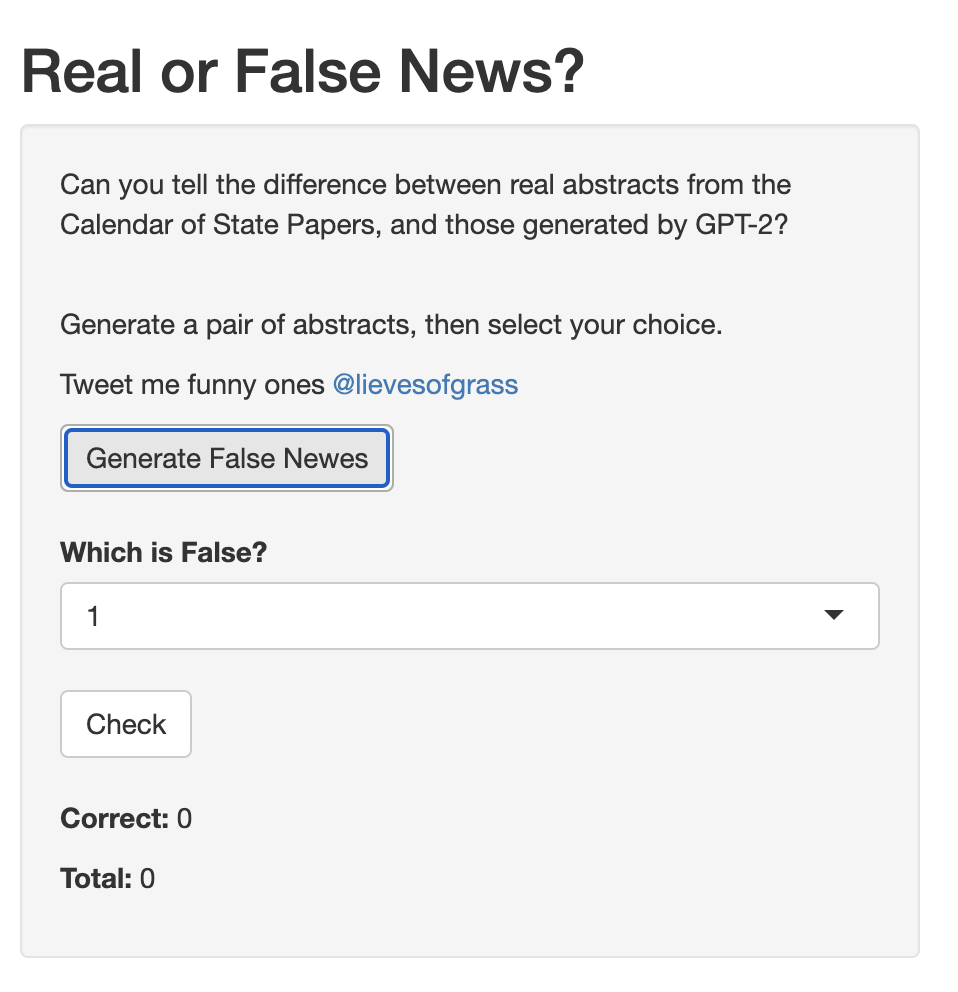 Real or False News?
Can you tell the difference between real abstracts from the
Calendar of State Papers, and those generated by GPT-2?
Generate a pair of abstracts, then select your choice.
Tweet me funny ones @lievesofgrass
Generate False Newes
Which is False?
1
Check
Correct: 0
Total: 0